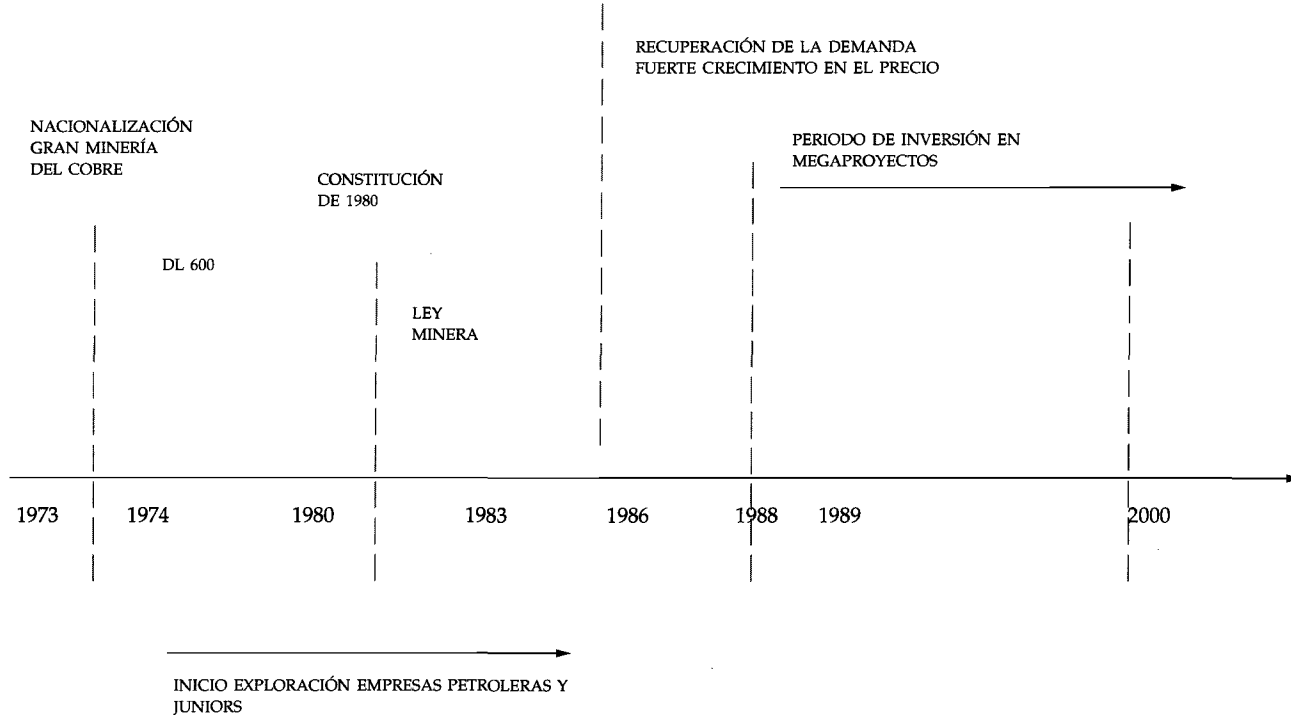 RECUPERACIÓN DE LA DEMANDA
FUERTE CRECIMIENTO EN EL PRECIO
NACIONALIZACIÓN
GRAN MINERÍA
DEL COBRE
PERIODO DE INVERSIÓN EN
MEGAPROYECTOS
CONSTITUCIÓN
DE 1980
DL 600
LEY
MINERA
1973 1974 1980 1983 1986 1988 1989 2000
INICIO EXPLORACIÓN EMPRESAS PETROLERAS Y
JUNIORS